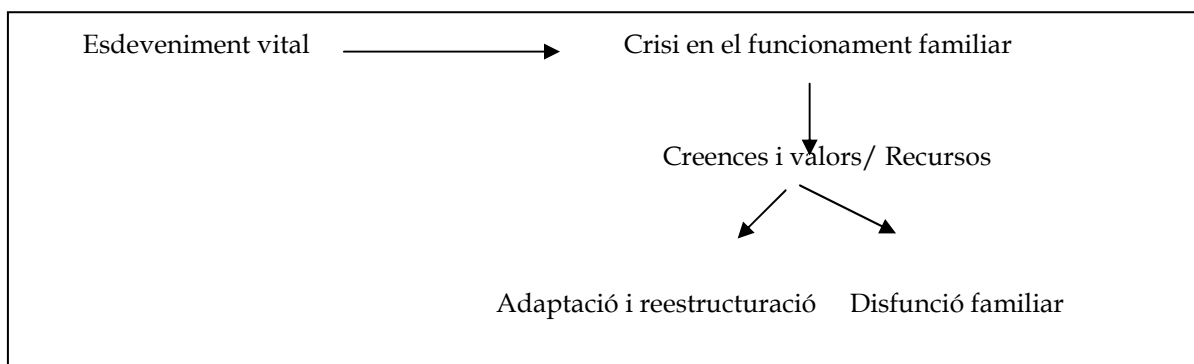 Esdeveniment vital
Crisi en el funcionament familiar
Creences i valors/ Recursos
Adaptació i reestructuració
Disfunció familiar